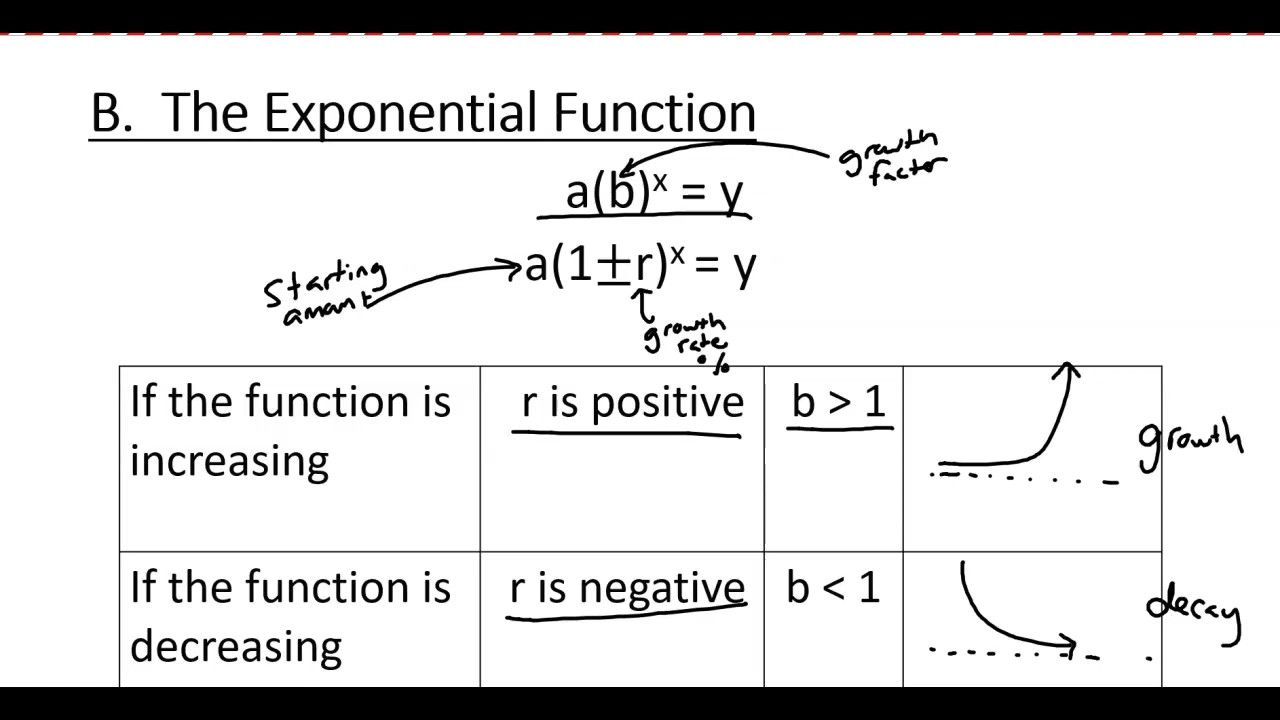 B. The Exponential Function
growth
factor
a(b)ˣ = y
a(1±r)ˣ = y
Starting
amount
growth
rate
%
If the function is
increasing
r is positive
b > 1
growth
If the function is
decreasing
r is negative
b < 1
decay